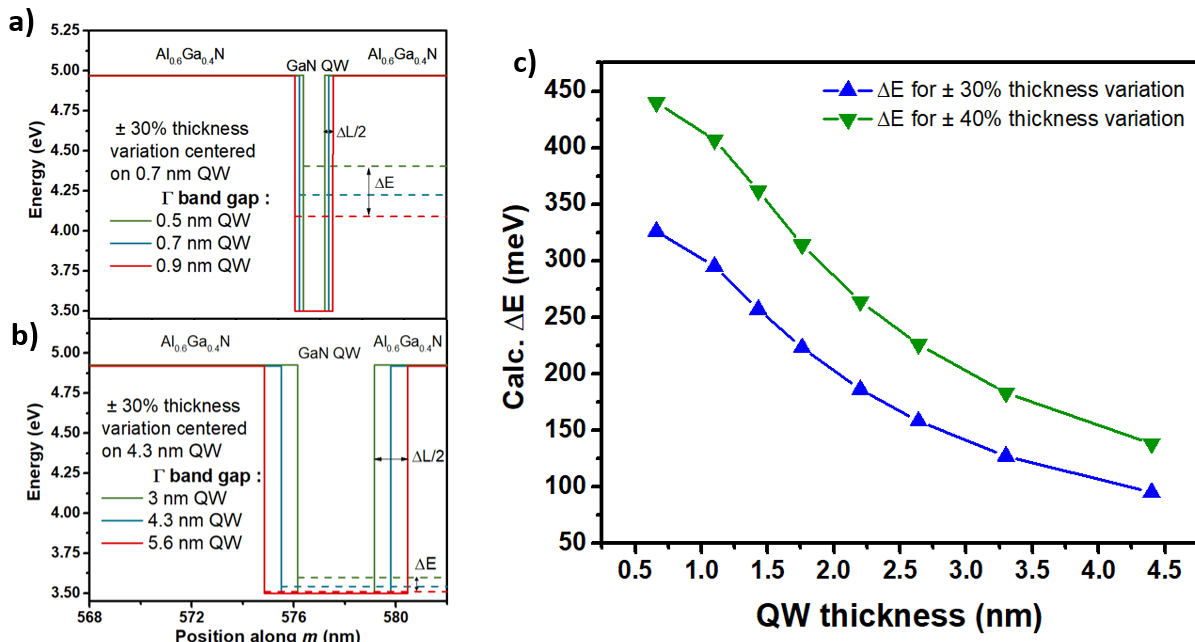 a)
Energy (eV)
5.25
5.00
4.75
4.50
4.25
4.00
3.75
3.50
Al0.6Ga0.4N
GaN QW
Al0.6Ga0.4N
± 30% thickness
variation centered
on 0.7 nm QW
Γ band gap :
0.5 nm QW
0.7 nm QW
0.9 nm QW
ΔL/2
ΔE
b)
Energy (eV)
5.00
4.75
4.50
4.25
4.00
3.75
3.50
Al0.6Ga0.4N
GaN QW
Al0.6Ga0.4N
± 30% thickness
variation centered
on 4.3 nm QW
Γ band gap :
3 nm QW
4.3 nm QW
5.6 nm QW
ΔL/2
ΔE
568 572 576 580
Position along m (nm)
c)
Calc. ΔE (meV)
450
400
350
300
250
200
150
100
50
ΔE for ± 30% thickness variation
ΔE for ± 40% thickness variation
0.5 1.0 1.5 2.0 2.5 3.0 3.5 4.0 4.5
QW thickness (nm)